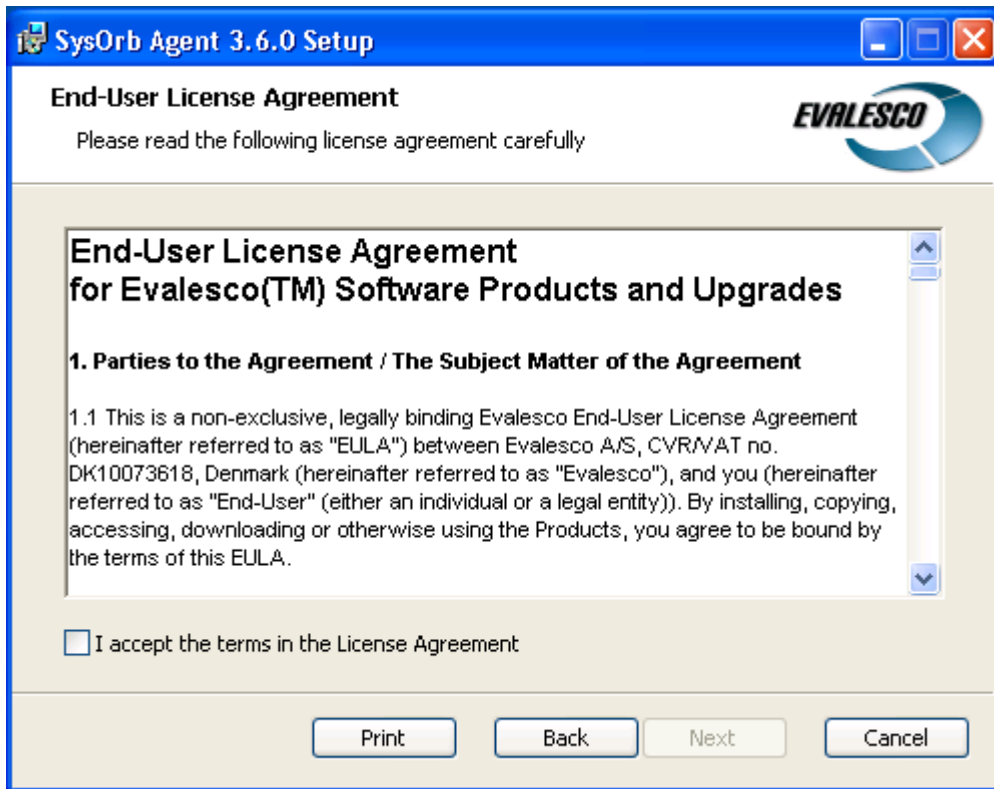 SysOrb Agent 3.6.0 Setup
End-User License Agreement
Please read the following license agreement carefully
EVALESCO
End-User License Agreement
for Evalesco(TM) Software Products and Upgrades
1. Parties to the Agreement / The Subject Matter of the Agreement
1.1 This is a non-exclusive, legally binding Evalesco End-User License Agreement
(hereinafter referred to as "EULA") between Evalesco A/S, CVR/VAT no.
DK10073618, Denmark (hereinafter referred to as "Evalesco"), and you (hereinafter
referred to as "End-User" (either an individual or a legal entity)). By installing, copying,
accessing, downloading or otherwise using the Products, you agree to be bound by
the terms of this EULA.
I accept the terms in the License Agreement
Print
Back
Next
Cancel